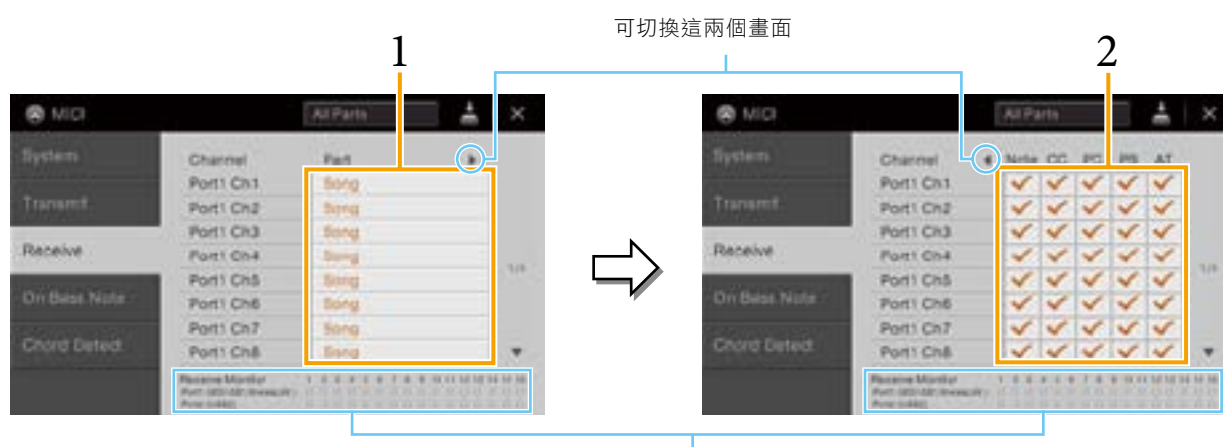 可切換這兩個畫面
1
2
MIDI
All Parts
System
Transmit
Receive
On Bass Note
Chord Detect
Channel
Part
Port1 Ch1
Song
Port1 Ch2
Song
Port1 Ch3
Song
Port1 Ch4
Song
Port1 Ch5
Song
Port1 Ch6
Song
Port1 Ch7
Song
Port1 Ch8
Song
Receive Monitor
MIDI
All Parts
System
Transmit
Receive
On Bass Note
Chord Detect
Channel
Note CC PC PB AT
Port1 Ch1
Port1 Ch2
Port1 Ch3
Port1 Ch4
Port1 Ch5
Port1 Ch6
Port1 Ch7
Port1 Ch8
Receive Monitor